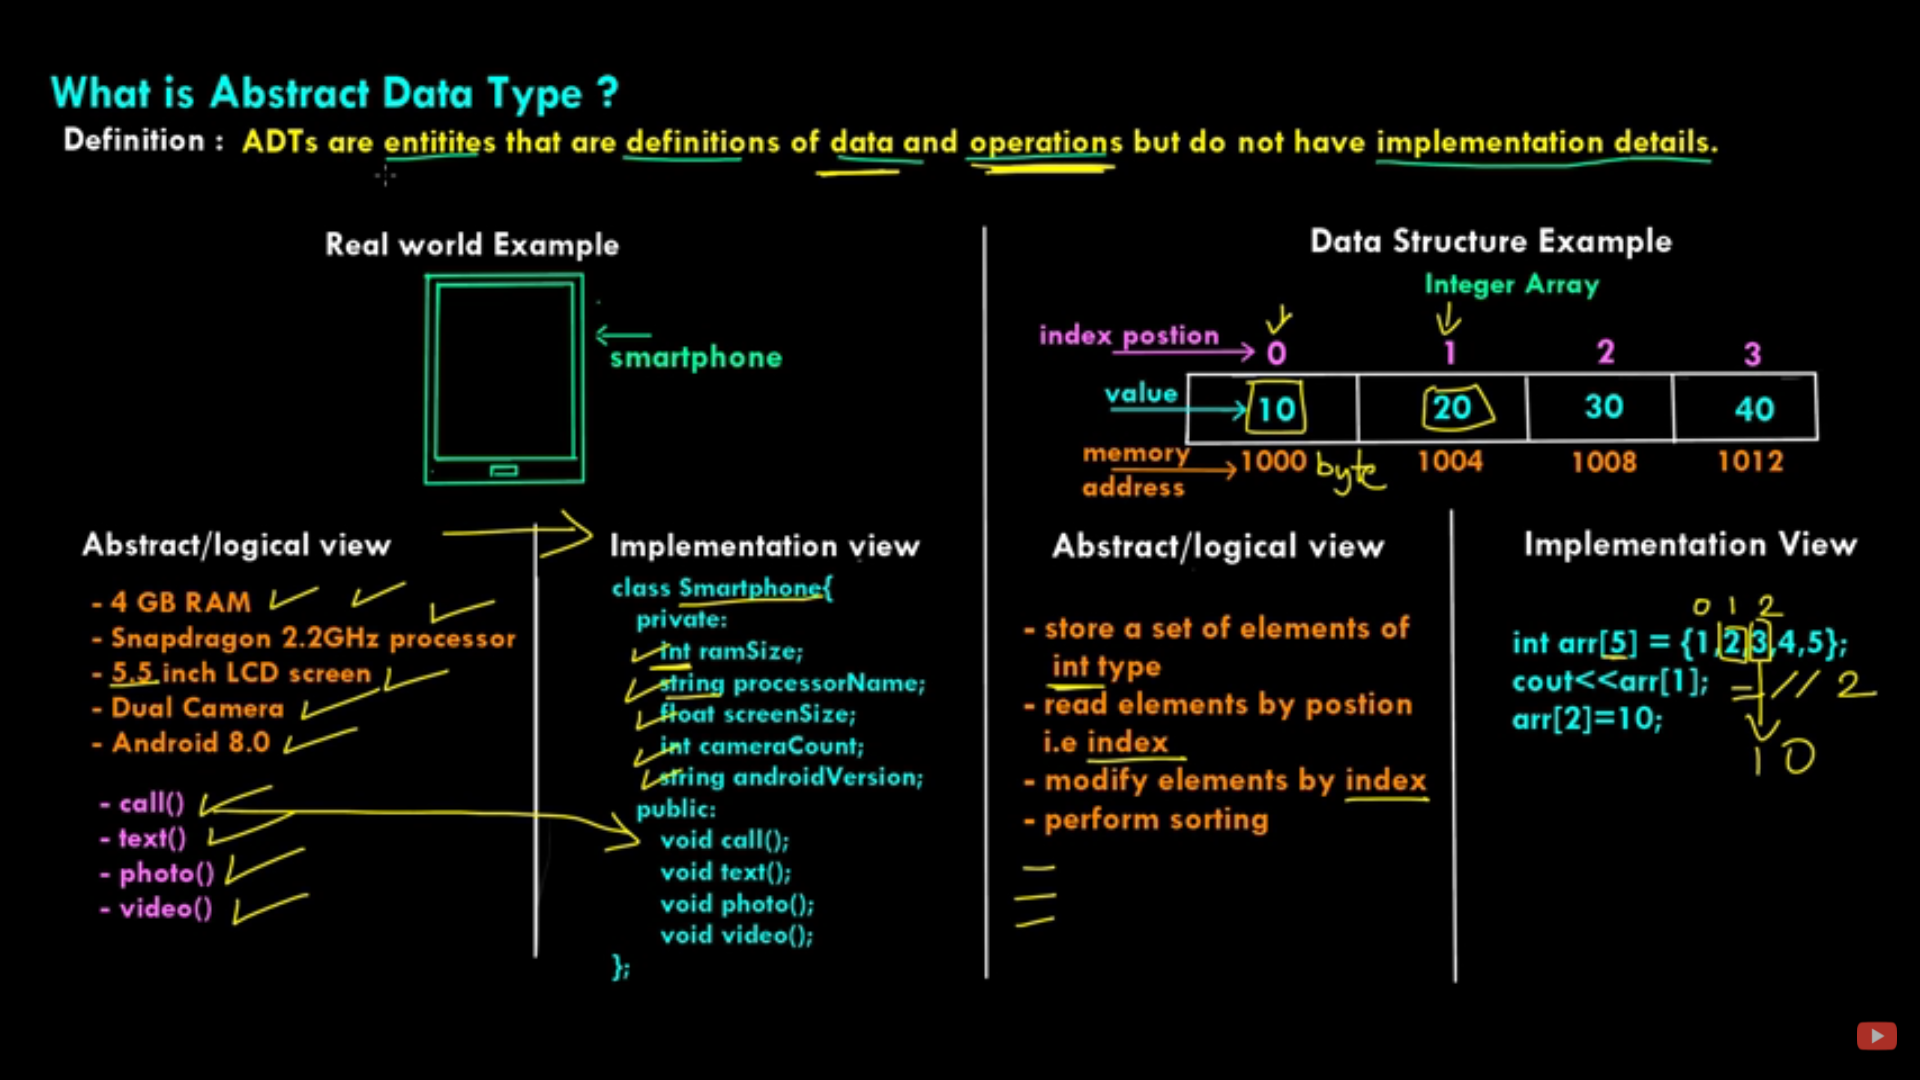 What is Abstract Data Type ?
Definition : ADTs are entitites that are definitions of data and operations but do not have implementation details.
Real world Example
smartphone
Abstract/logical view
- 4 GB RAM
- Snapdragon 2.2GHz processor
- 5.5 inch LCD screen
- Dual Camera
- Android 8.0
- call()
- text()
- photo()
- video()
Implementation view
class Smartphone{
private:
int ramSize;
string processorName;
float screenSize;
int cameraCount;
string androidVersion;
public:
void call();
void text();
void photo();
void video();
};
Data Structure Example
Integer Array
index postion 0 1 2 3
value 10 20 30 40
memory address 1000 byte 1004 1008 1012
Abstract/logical view
- store a set of elements of
int type
- read elements by postion
i.e index
- modify elements by index
- perform sorting
Implementation View
0 1 2
int arr[5] = {1,2,3,4,5};
cout<<arr[1]; = // 2
arr[2]=10;
10